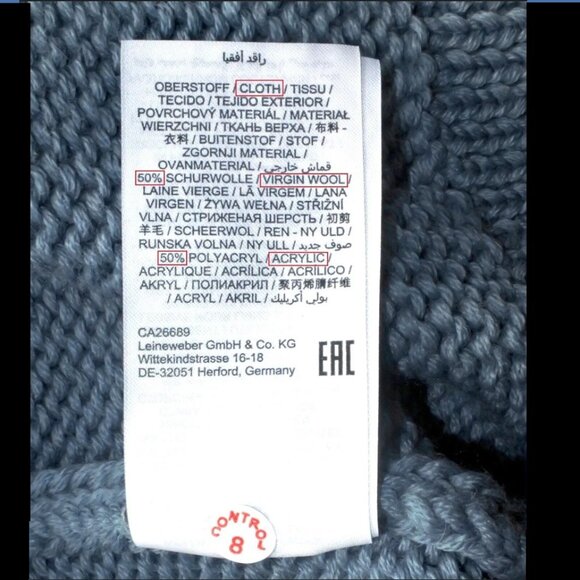 راقد أفقيا
OBERSTOFF / CLOTH / TISSU /
TECIDO / TEJIDO EXTERIOR /
POVRCHOVÝ MATERIÁL / MATERIAŁ
WIERZCHNI / ТКАНЬ ВЕРХА / 布料 -
衣料 / BUITENSTOF / STOF /
ZGORNJI MATERIAL /
OVANMATERIAL / قماش خارجي
50% SCHURWOLLE / VIRGIN WOOL /
LAINE VIERGE / LÃ VIRGEM / LANA
VIRGEN / ŻYWA WEŁNA / STŘIŽNÍ
VLNA / СТРИЖЕНАЯ ШЕРСТЬ / 初剪
羊毛 / SCHEERWOL / REN - NY ULD /
RUNSKA VOLNA / NY ULL / صوف جديد
50% POLYACRYL / ACRYLIC /
ACRYLIQUE / ACRÍLICA / ACRÍLICO /
AKRYL / ПОЛИАКРИЛ / 聚丙烯腈纤维
/ ACRYL / AKRIL / بولي أكريليك
CA26689
Leineweber GmbH & Co. KG
Wittekindstrasse 16-18
DE-32051 Herford, Germany
EAC
CONTROL
8